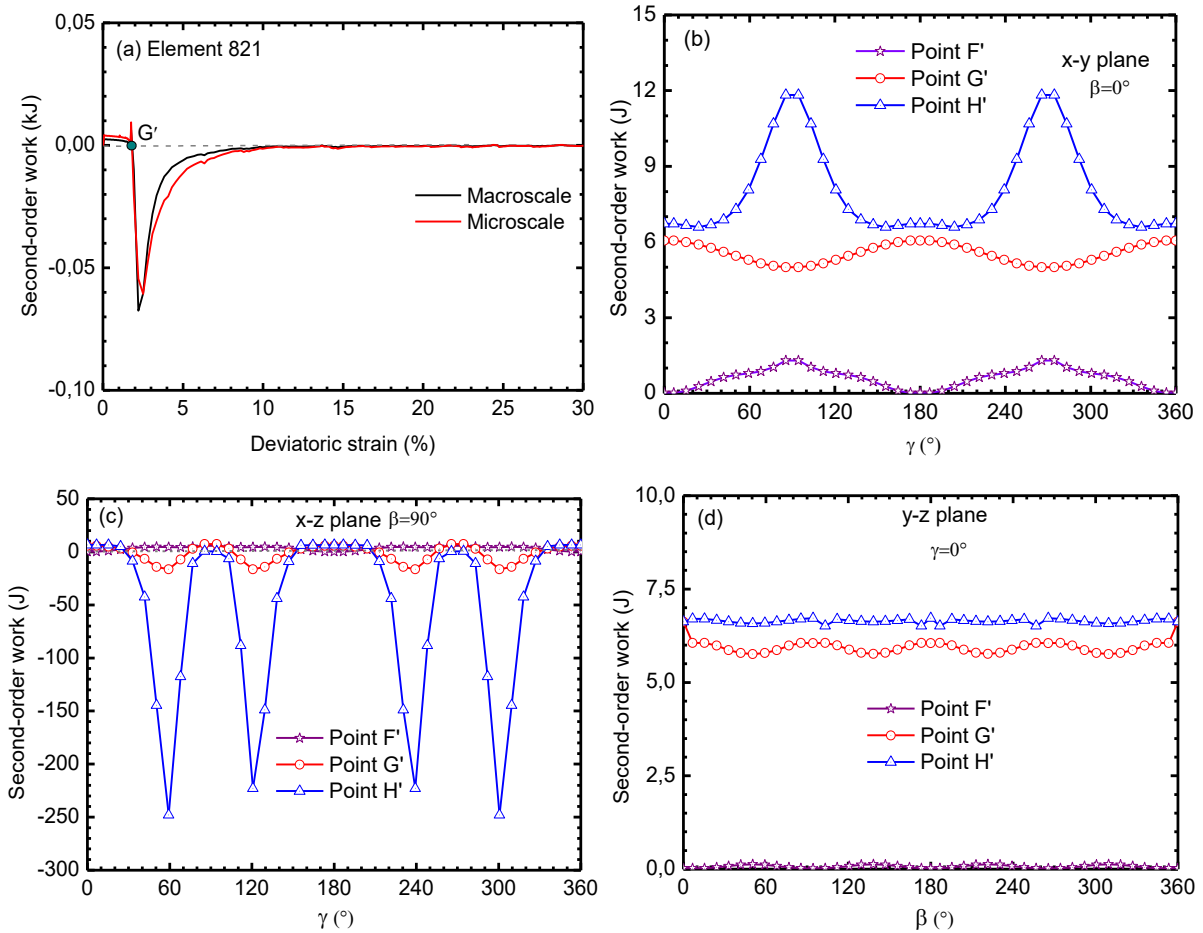 (a) Element 821
G′
Macroscale
Microscale
0,05
0,00
-0,05
-0,10
Second-order work (kJ)
0 5 10 15 20 25 30
Deviatoric strain (%)
(b)
Point F'
Point G'
Point H'
x-y plane
β=0°
15
12
9
6
3
0
Second-order work (J)
0 60 120 180 240 300 360
γ (°)
(c)
x-z plane β=90°
Point F'
Point G'
Point H'
50
0
-50
-100
-150
-200
-250
-300
Second-order work (J)
0 60 120 180 240 300 360
γ (°)
(d)
y-z plane
γ=0°
Point F'
Point G'
Point H'
10,0
7,5
5,0
2,5
0,0
Second-order work (J)
0 60 120 180 240 300 360
β (°)